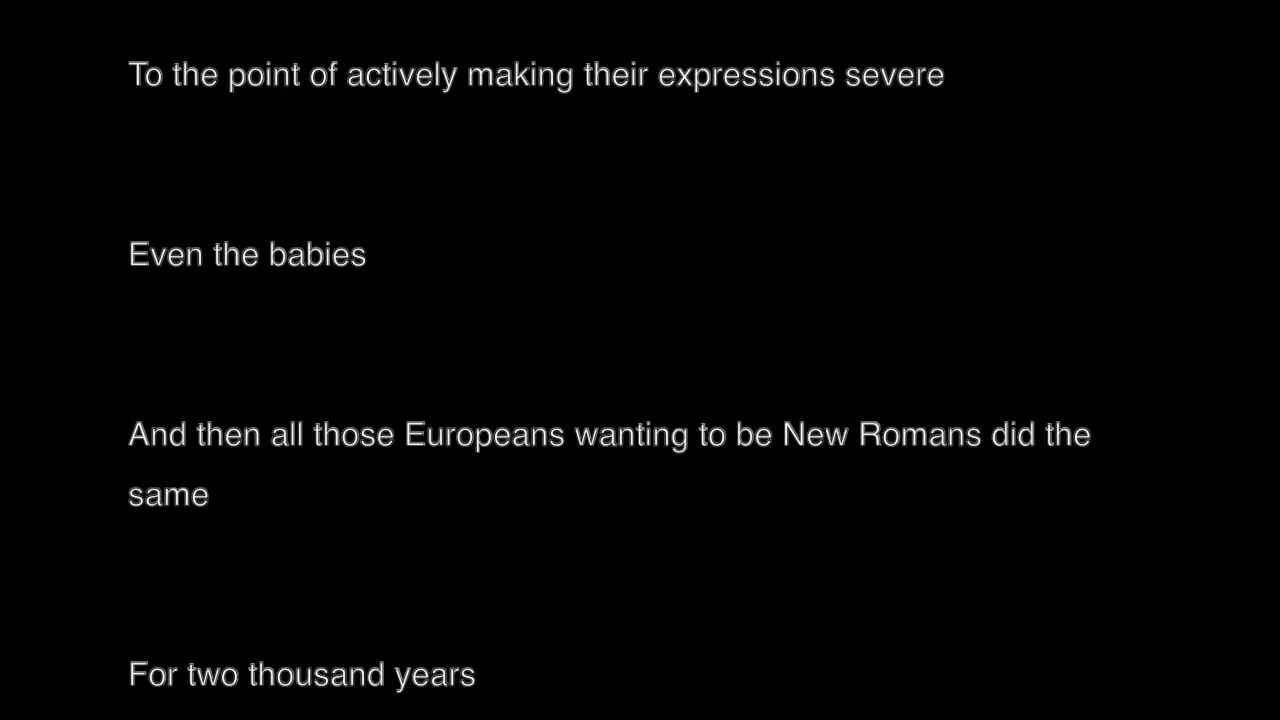 To the point of actively making their expressions severe
Even the babies
And then all those Europeans wanting to be New Romans did the
same
For two thousand years